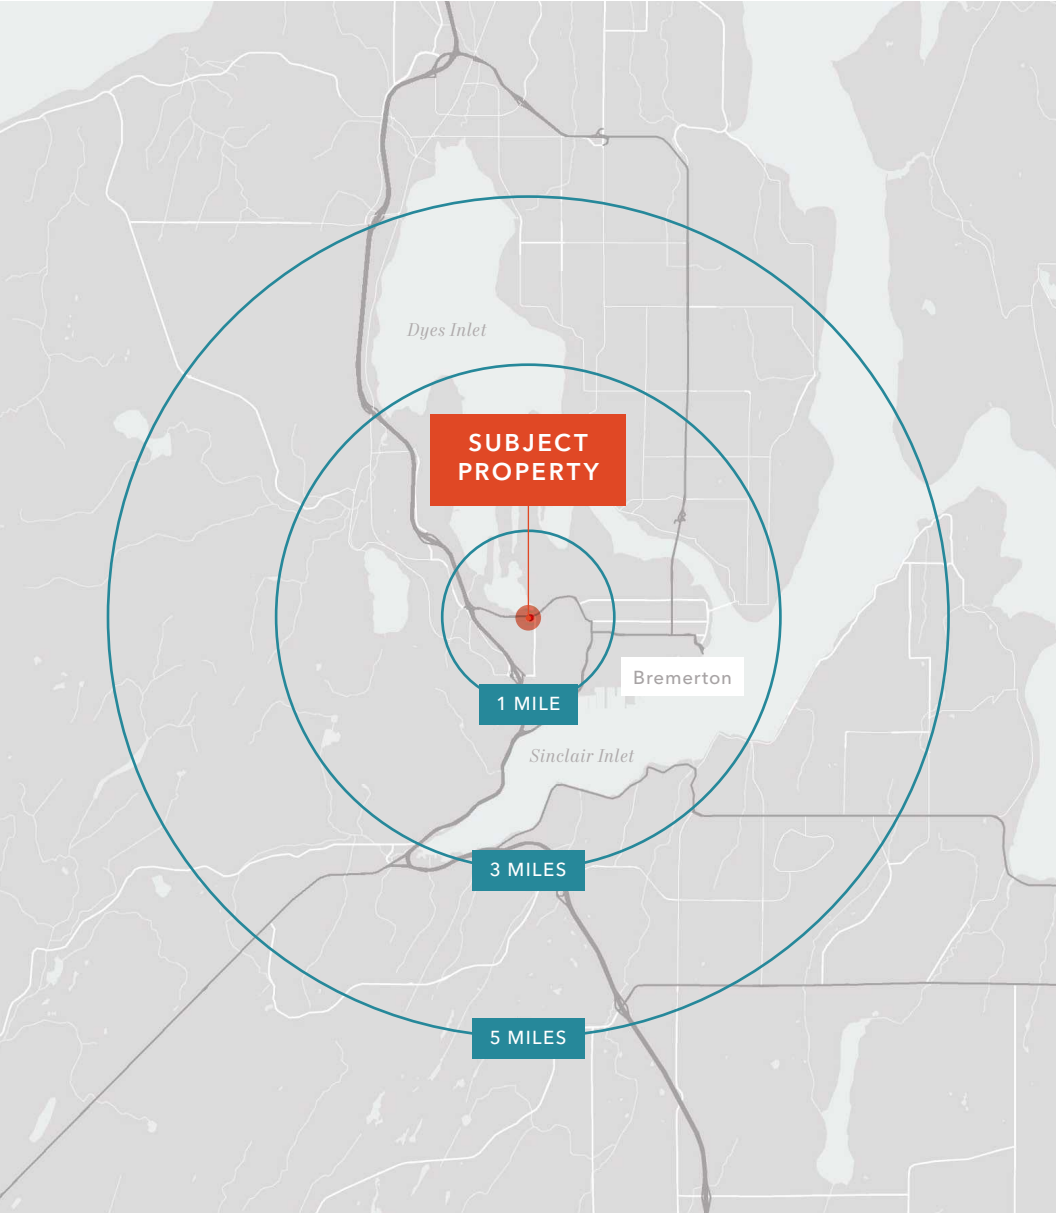 Dyes Inlet
SUBJECT
PROPERTY
Bremerton
1 MILE
Sinclair Inlet
3 MILES
5 MILES